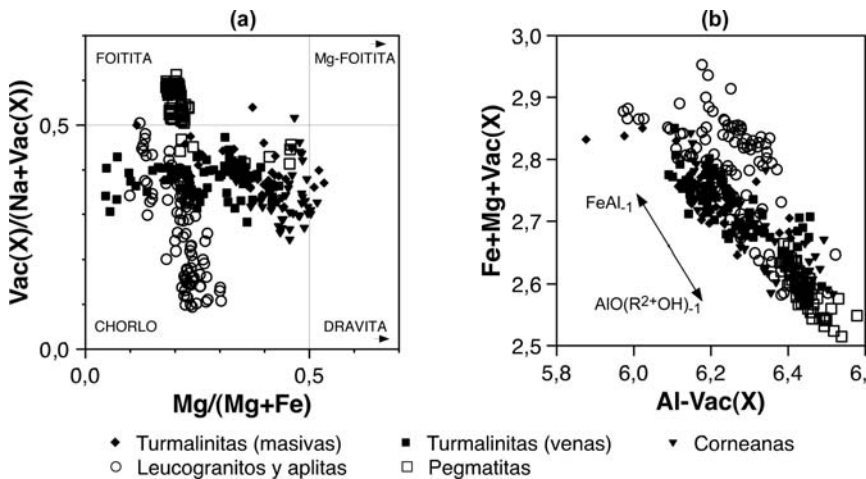 (a)
FOITITA
Mg-FOITITA
0,5
0,0
Vac(X)/(Na+Vac(X))
CHORLO
DRAVITA
0,0
0,5
Mg/(Mg+Fe)
(b)
3,0
2,9
2,8
2,7
2,6
2,5
Fe+Mg+Vac(X)
FeAl-1
AlO(R2+OH)-1
5,8
6,0
6,2
6,4
6,
Al-Vac(X)
Turmalinitas (masivas)
Turmalinitas (venas)
Corneanas
Leucogranitos y aplitas
Pegmatitas